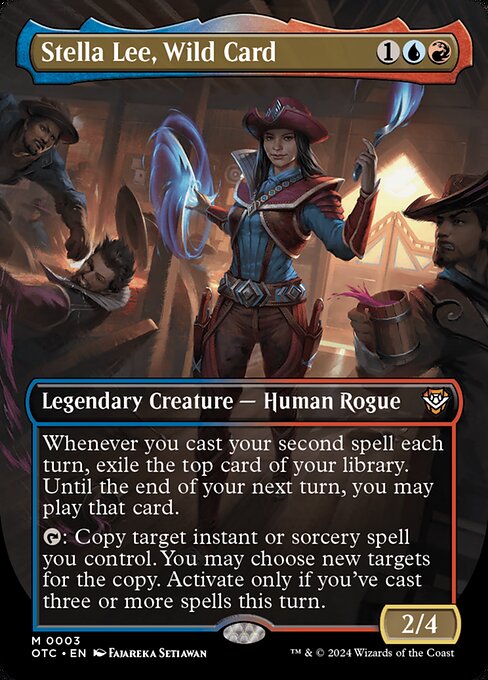 Stella Lee, Wild Card 1
Legendary Creature — Human Rogue
Whenever you cast your second spell each
turn, exile the top card of your library.
Until the end of your next turn, you may
play that card.
: Copy target instant or sorcery spell
you control. You may choose new targets
for the copy. Activate only if you've cast
three or more spells this turn.
2/4
M 0003
OTC • EN Fajareka Setiawan
™ & © 2024 Wizards of the Coast